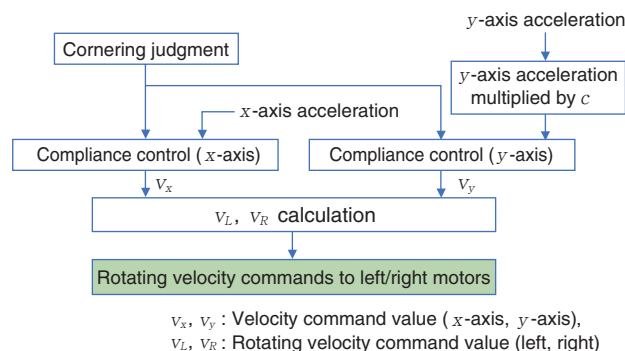 y-axis acceleration
Cornering judgment
y-axis acceleration
multiplied by c
x-axis acceleration
Compliance control (x-axis)
Compliance control (y-axis)
Vx
Vy
VL, VR calculation
Rotating velocity commands to left/right motors
Vx, Vy : Velocity command value (x-axis, y-axis),
VL, VR : Rotating velocity command value (left, right)